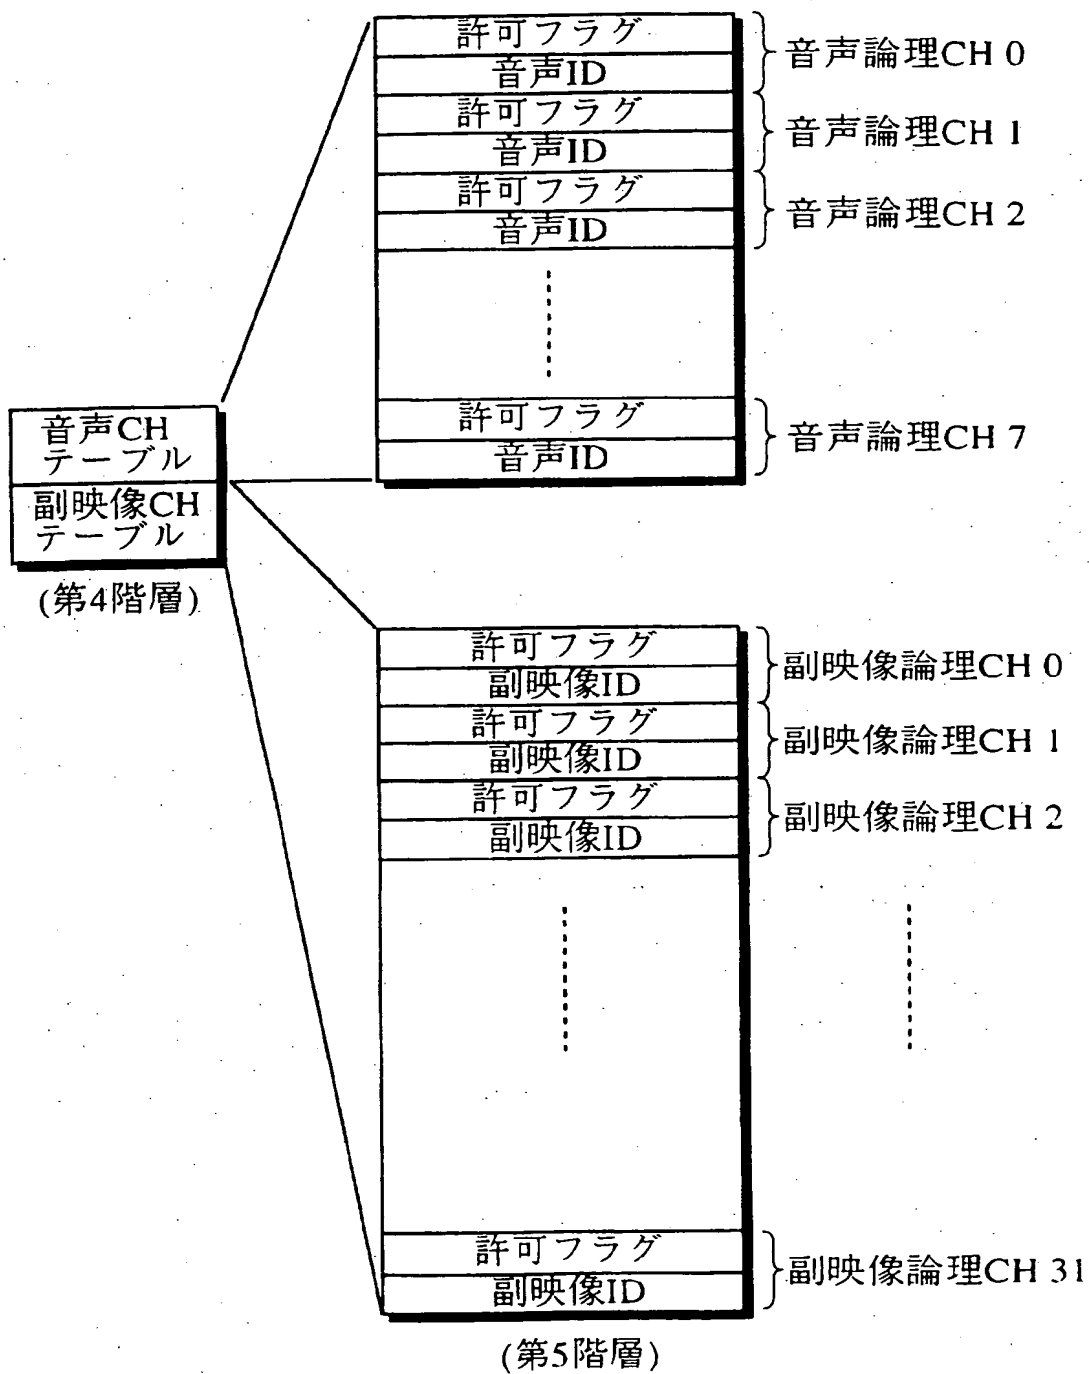 許可フラグ
音声ID
音声論理CH 0
許可フラグ
音声ID
音声論理CH 1
許可フラグ
音声ID
音声論理CH 2
許可フラグ
音声ID
音声論理CH 7
音声CH
テーブル
副映像CH
テーブル
(第4階層)
許可フラグ
副映像ID
副映像論理CH 0
許可フラグ
副映像ID
副映像論理CH 1
許可フラグ
副映像ID
副映像論理CH 2
許可フラグ
副映像ID
副映像論理CH 31
(第5階層)